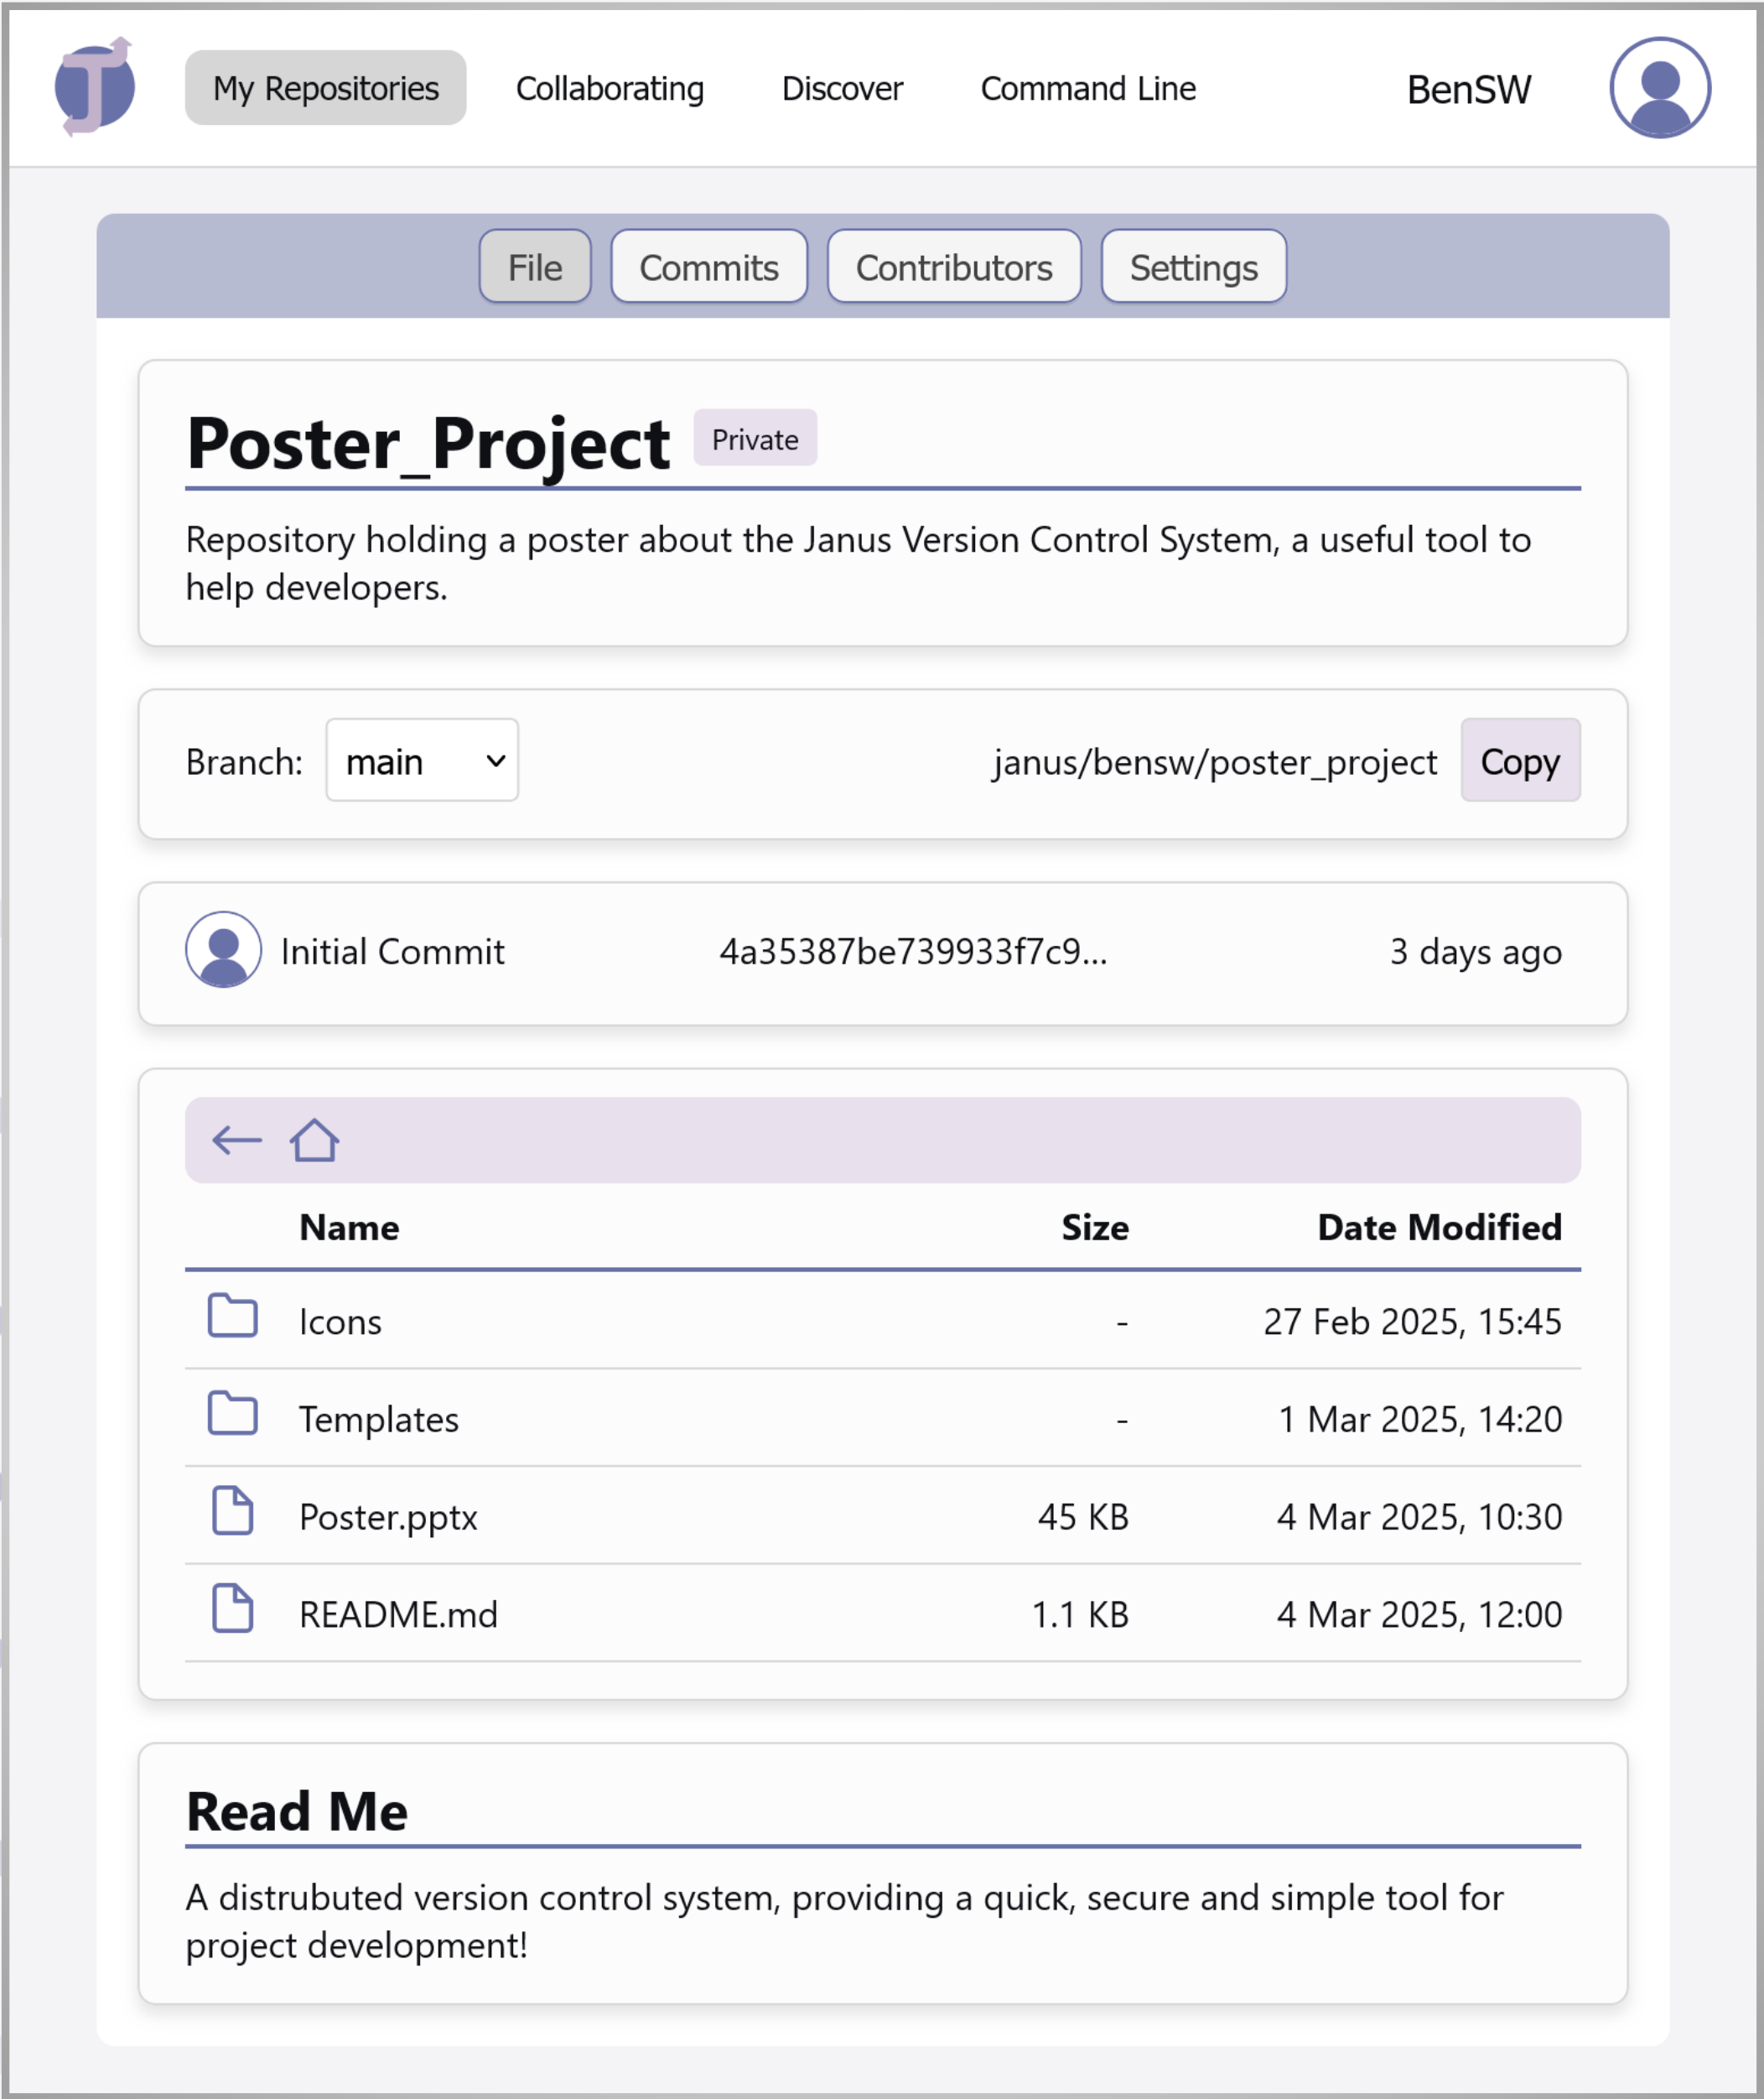 My Repositories Collaborating Discover Command Line BenSW
File Commits Contributors Settings
Poster_Project Private
Repository holding a poster about the Janus Version Control System, a useful tool to
help developers.
Branch: main janus/bensw/poster_project Copy
Initial Commit 4a35387be739933f7c9... 3 days ago
Name Size Date Modified
Icons - 27 Feb 2025, 15:45
Templates - 1 Mar 2025, 14:20
Poster.pptx 45 KB 4 Mar 2025, 10:30
README.md 1.1 KB 4 Mar 2025, 12:00
Read Me
A distrubuted version control system, providing a quick, secure and simple tool for
project development!